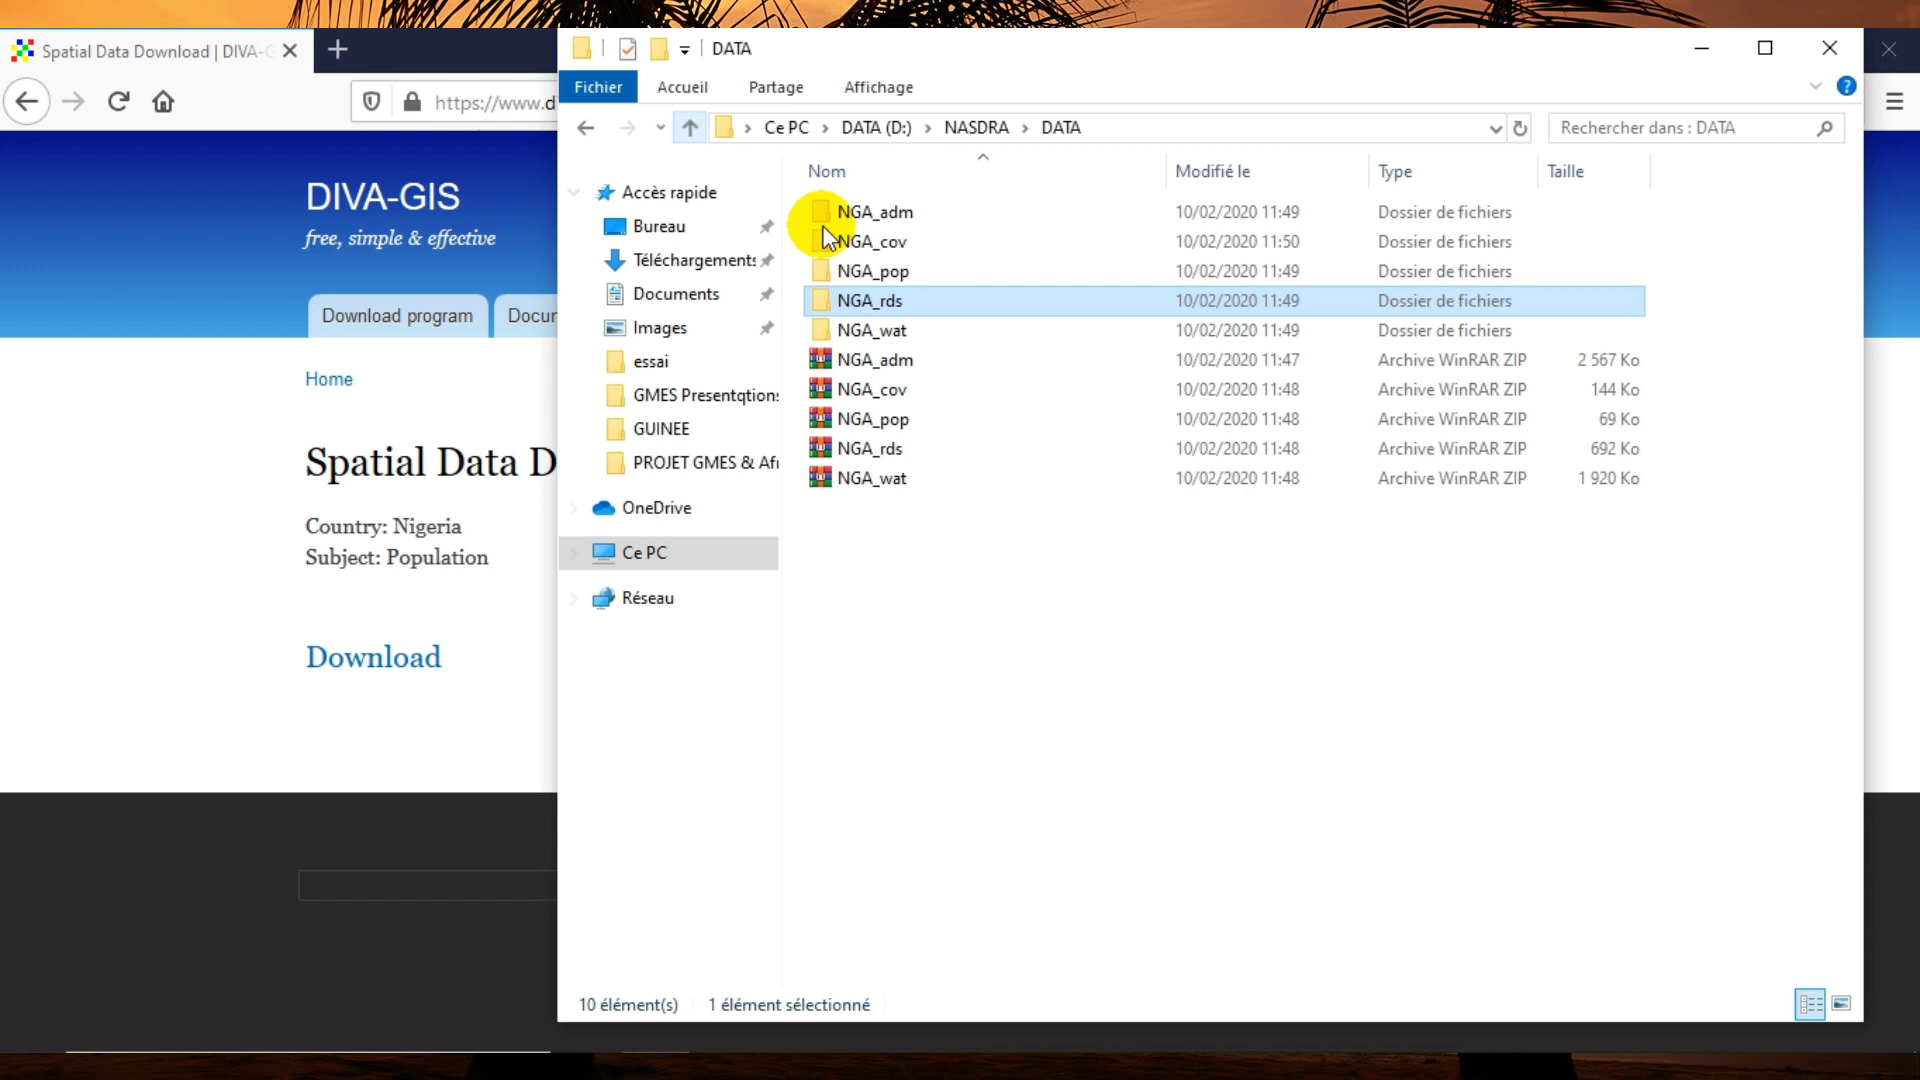 Spatial Data Download | DIVA-G
https://www.d
DIVA-GIS
free, simple & effective
Download program
Docur
Home
Spatial Data D
Country: Nigeria
Subject: Population
Download
DATA
Fichier Accueil Partage Affichage
Ce PC DATA (D:) NASDRA DATA
Rechercher dans : DATA
Nom Modifié le Type Taille
Accès rapide
Bureau
Téléchargements
Documents
Images
essai
GMES Presentqtions
GUINEE
PROJET GMES & Afr
OneDrive
Ce PC
Réseau
NGA_adm 10/02/2020 11:49 Dossier de fichiers
NGA_cov 10/02/2020 11:50 Dossier de fichiers
NGA_pop 10/02/2020 11:49 Dossier de fichiers
NGA_rds 10/02/2020 11:49 Dossier de fichiers
NGA_wat 10/02/2020 11:49 Dossier de fichiers
NGA_adm 10/02/2020 11:47 Archive WinRAR ZIP 2 567 Ko
NGA_cov 10/02/2020 11:48 Archive WinRAR ZIP 144 Ko
NGA_pop 10/02/2020 11:48 Archive WinRAR ZIP 69 Ko
NGA_rds 10/02/2020 11:48 Archive WinRAR ZIP 692 Ko
NGA_wat 10/02/2020 11:48 Archive WinRAR ZIP 1 920 Ko
10 élément(s) 1 élément sélectionné